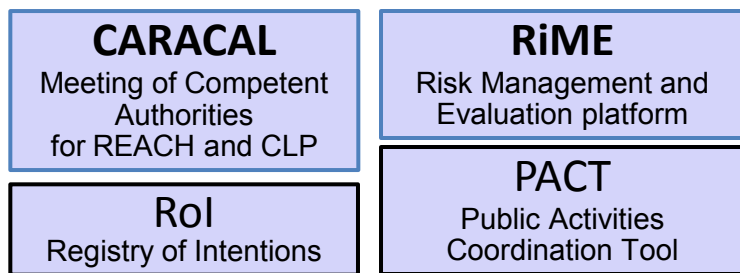 CARACAL
Meeting of Competent
Authorities
for REACH and CLP
RiME
Risk Management and
Evaluation platform
RoI
Registry of Intentions
PACT
Public Activities
Coordination Tool